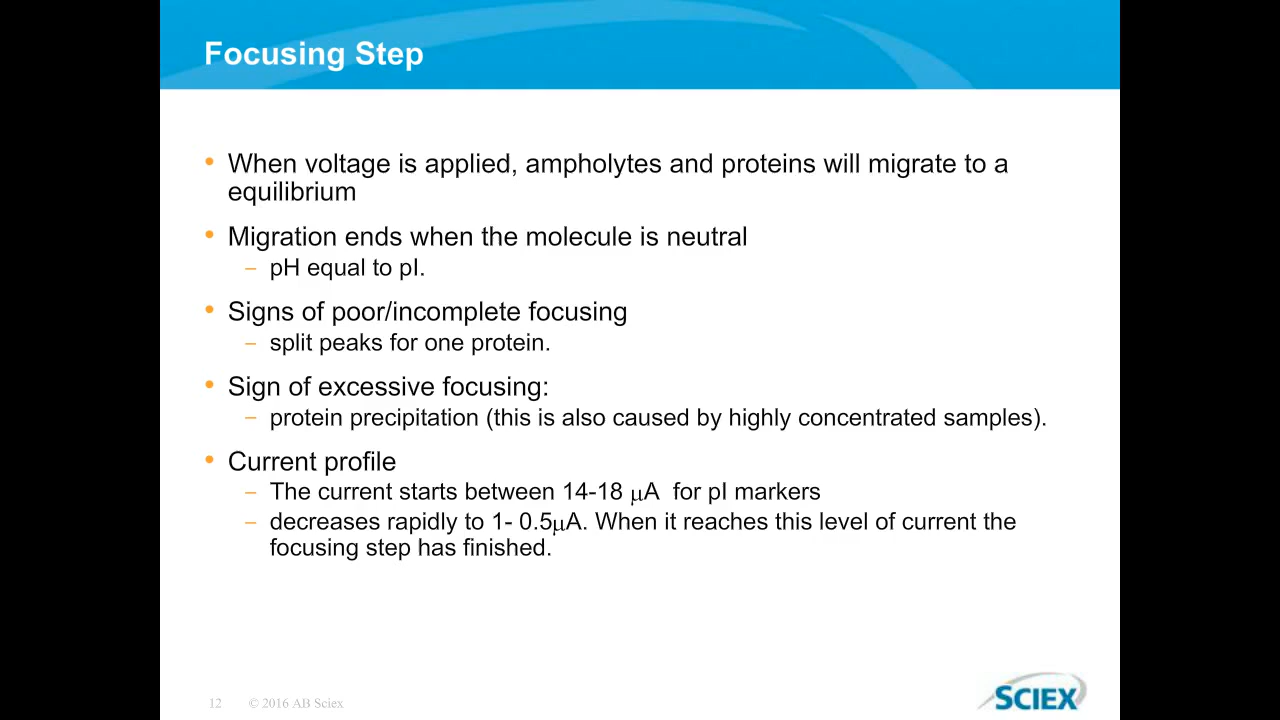 Focusing Step
• When voltage is applied, ampholytes and proteins will migrate to a
equilibrium
• Migration ends when the molecule is neutral
– pH equal to pI.
• Signs of poor/incomplete focusing
– split peaks for one protein.
• Sign of excessive focusing:
– protein precipitation (this is also caused by highly concentrated samples).
• Current profile
– The current starts between 14-18 μA  for pI markers
– decreases rapidly to 1- 0.5μA. When it reaches this level of current the
focusing step has finished.
12 © 2016 AB Sciex
SCIEX